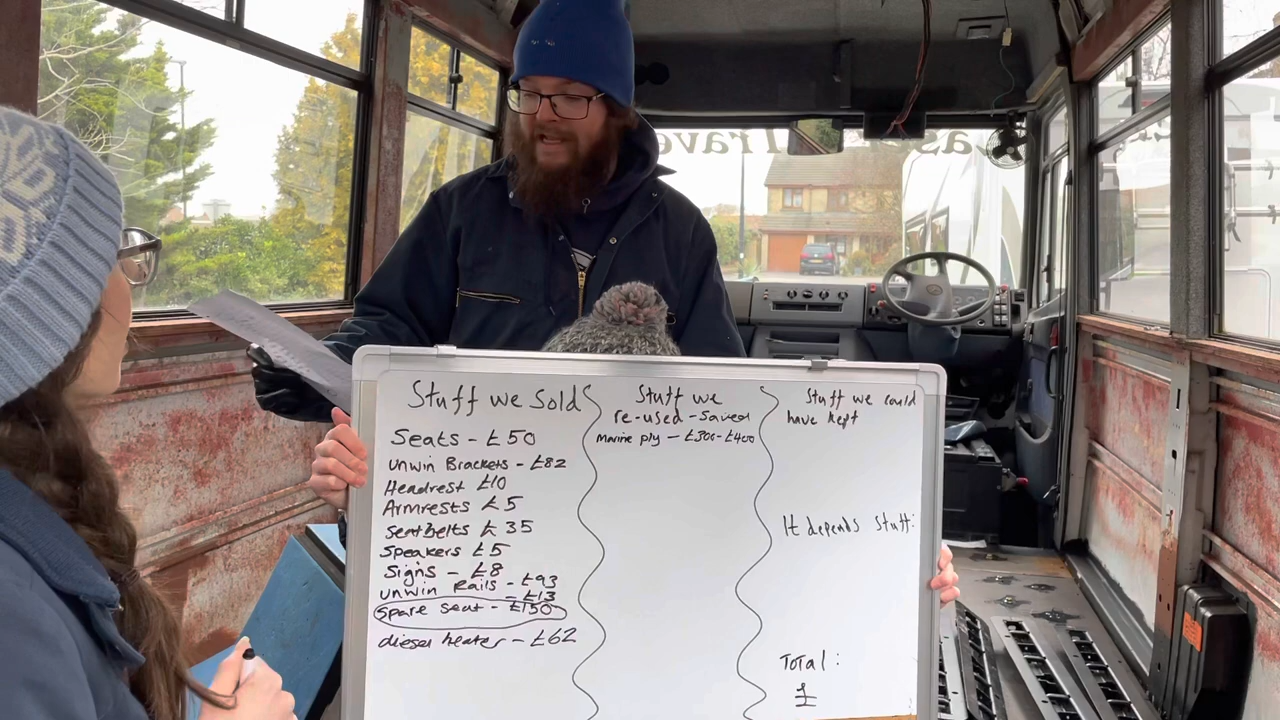 Stuff we Sold
Seats - £50
unwin Brackets - £82
Headrest £10
Armrests £5
Seatbelts £35
Speakers £5
Signs - £8
unwin Rails - £93
- £13
Spare seat - £150
diesel heater - £62
Stuff we
re-used - Saved
marine ply - £300-£400
Stuff we could
have kept
It depends Stuff:
Total:
£